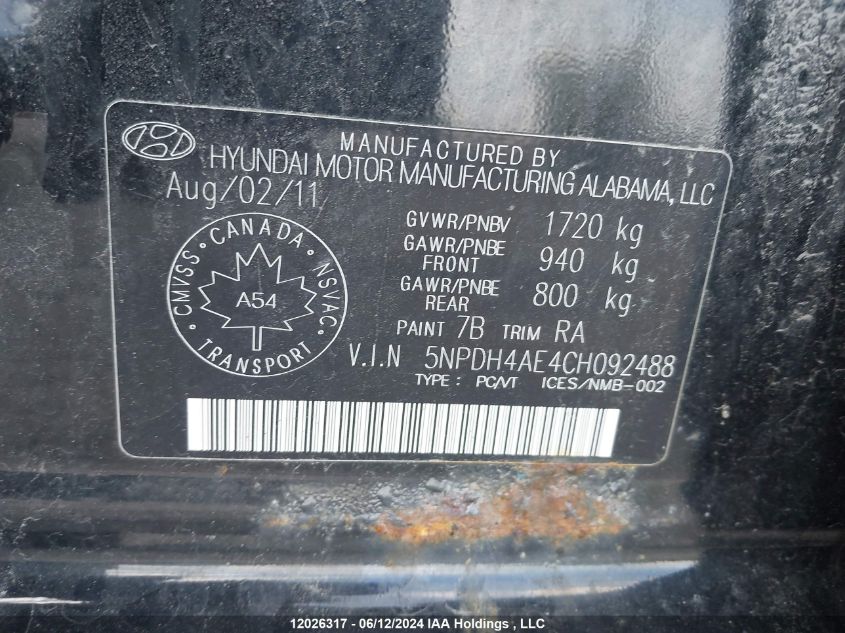 MANUFACTURED BY
HYUNDAI MOTOR MANUFACTURING ALABAMA, LLC
Aug/02/11
GVWR/PNBV 1720 kg
GAWR/PNBE FRONT 940 kg
GAWR/PNBE REAR 800 kg
PAINT 7B TRIM RA
V.I.N 5NPDH4AE4CH092488
TYPE : PC/VT ICES/NMB-002
CMVSS • CANADA • NSVAC •
A54
TRANSPORT
12026317 - 06/12/2024 IAA Holdings , LLC